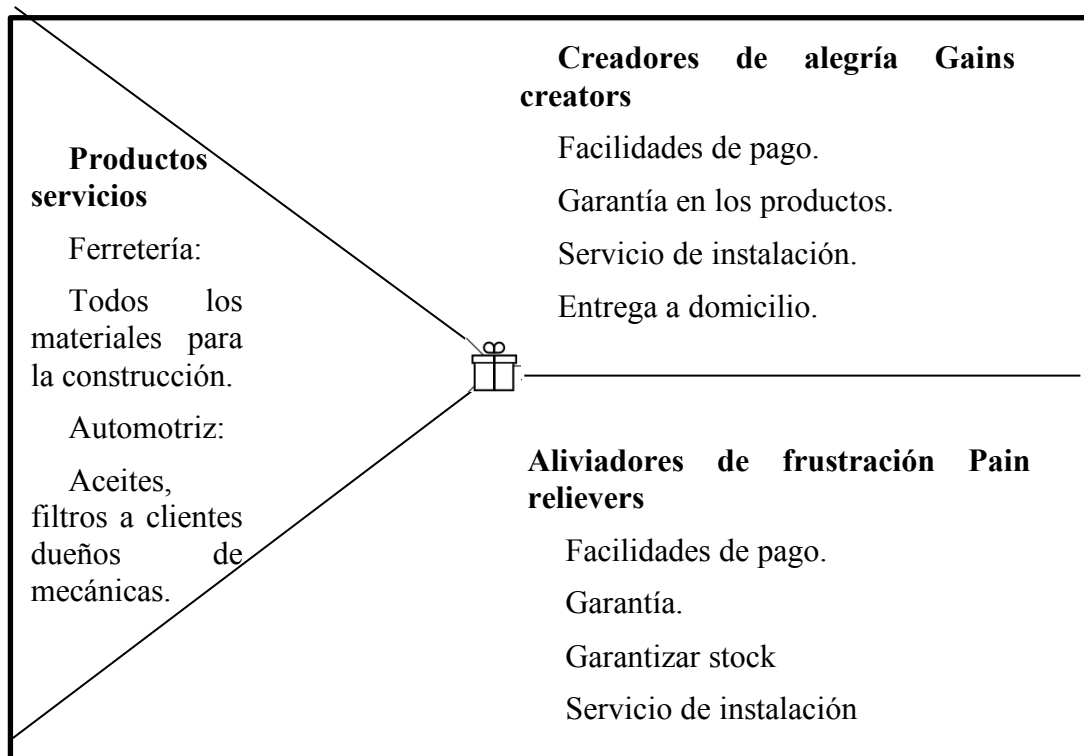 Productos
servicios
Ferretería:
Todos los
materiales para
la construcción.
Automotriz:
Aceites,
filtros a clientes
dueños de
mecánicas.
Creadores de alegría Gains
creators
Facilidades de pago.
Garantía en los productos.
Servicio de instalación.
Entrega a domicilio.
Aliviadores de frustración Pain
relievers
Facilidades de pago.
Garantía.
Garantizar stock
Servicio de instalación